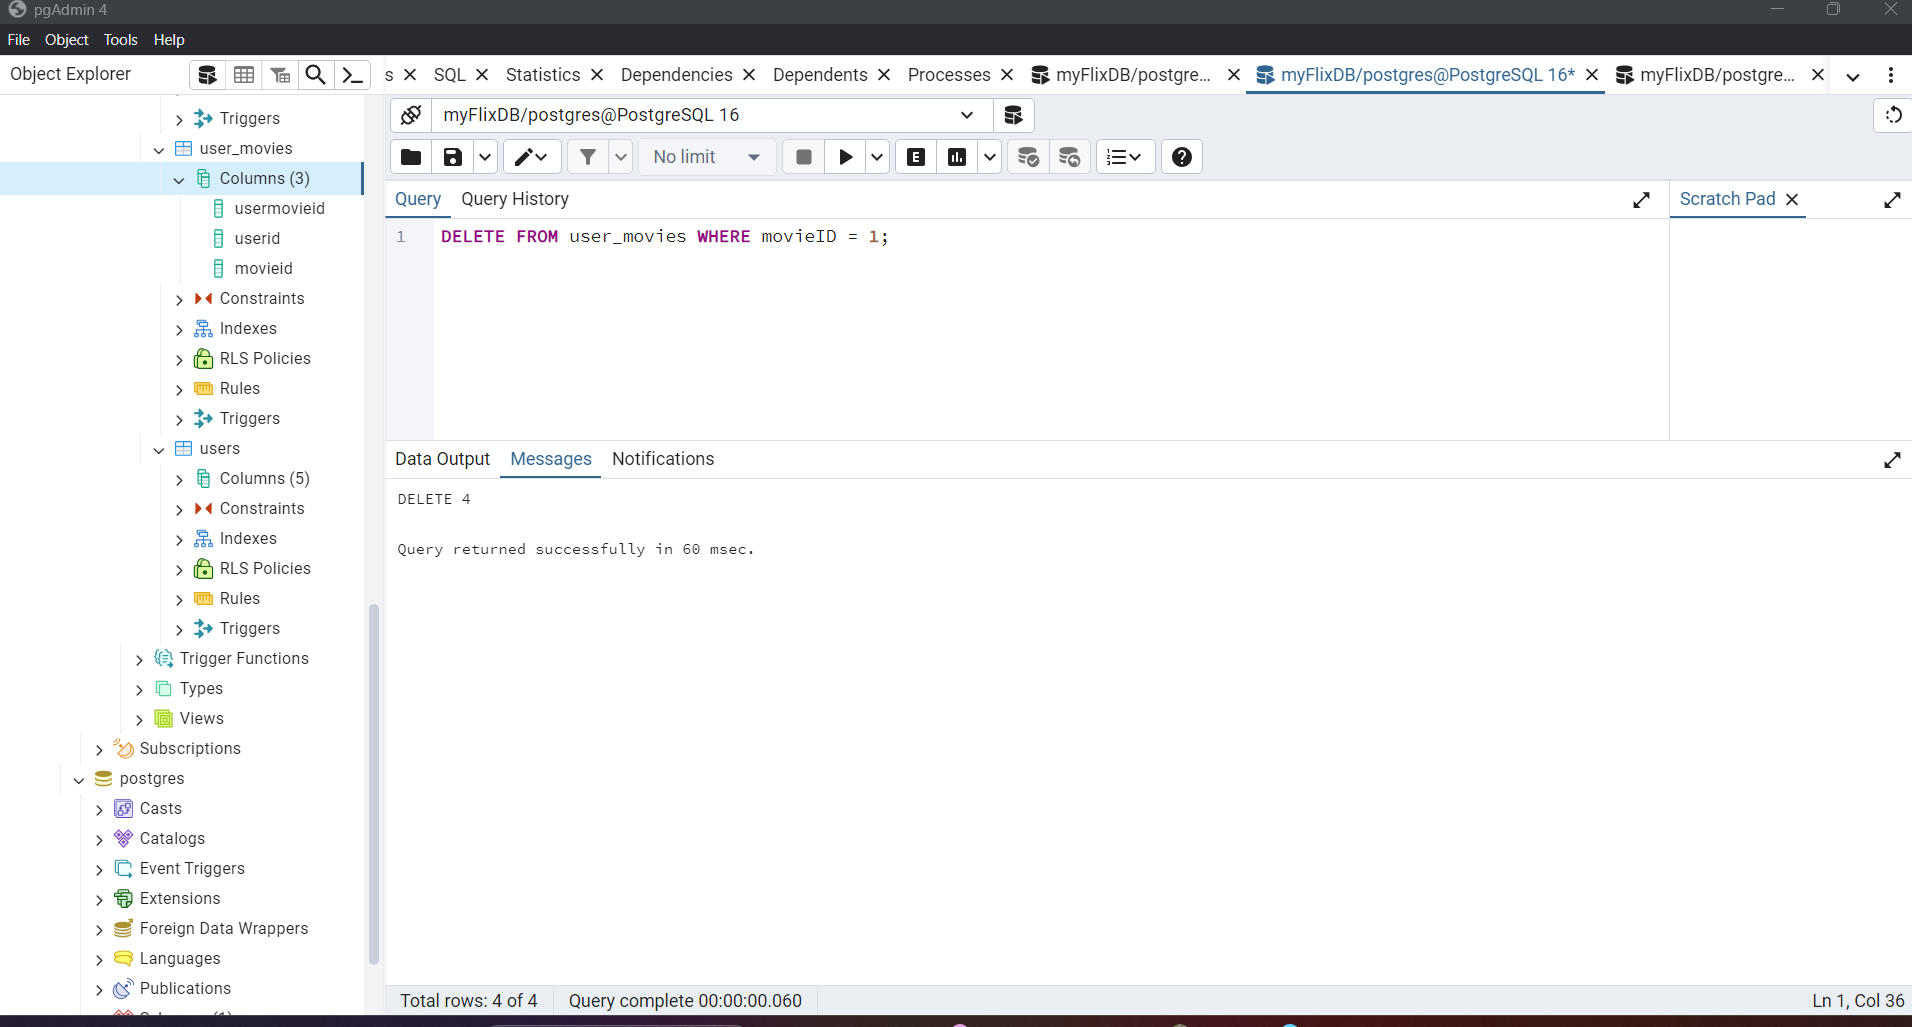 pgAdmin 4
File Object Tools Help
Object Explorer
s SQL Statistics Dependencies Dependents Processes myFlixDB/postgre... myFlixDB/postgres@PostgreSQL 16* myFlixDB/postgre...
myFlixDB/postgres@PostgreSQL 16
No limit
E
Query Query History
Scratch Pad
1 DELETE FROM user_movies WHERE movieID = 1;
Data Output Messages Notifications
DELETE 4
Query returned successfully in 60 msec.
Total rows: 4 of 4 Query complete 00:00:00.060 Ln 1, Col 36
Triggers
user_movies
Columns (3)
usermovieid
userid
movieid
Constraints
Indexes
RLS Policies
Rules
Triggers
users
Columns (5)
Constraints
Indexes
RLS Policies
Rules
Triggers
Trigger Functions
Types
Views
Subscriptions
postgres
Casts
Catalogs
Event Triggers
Extensions
Foreign Data Wrappers
Languages
Publications